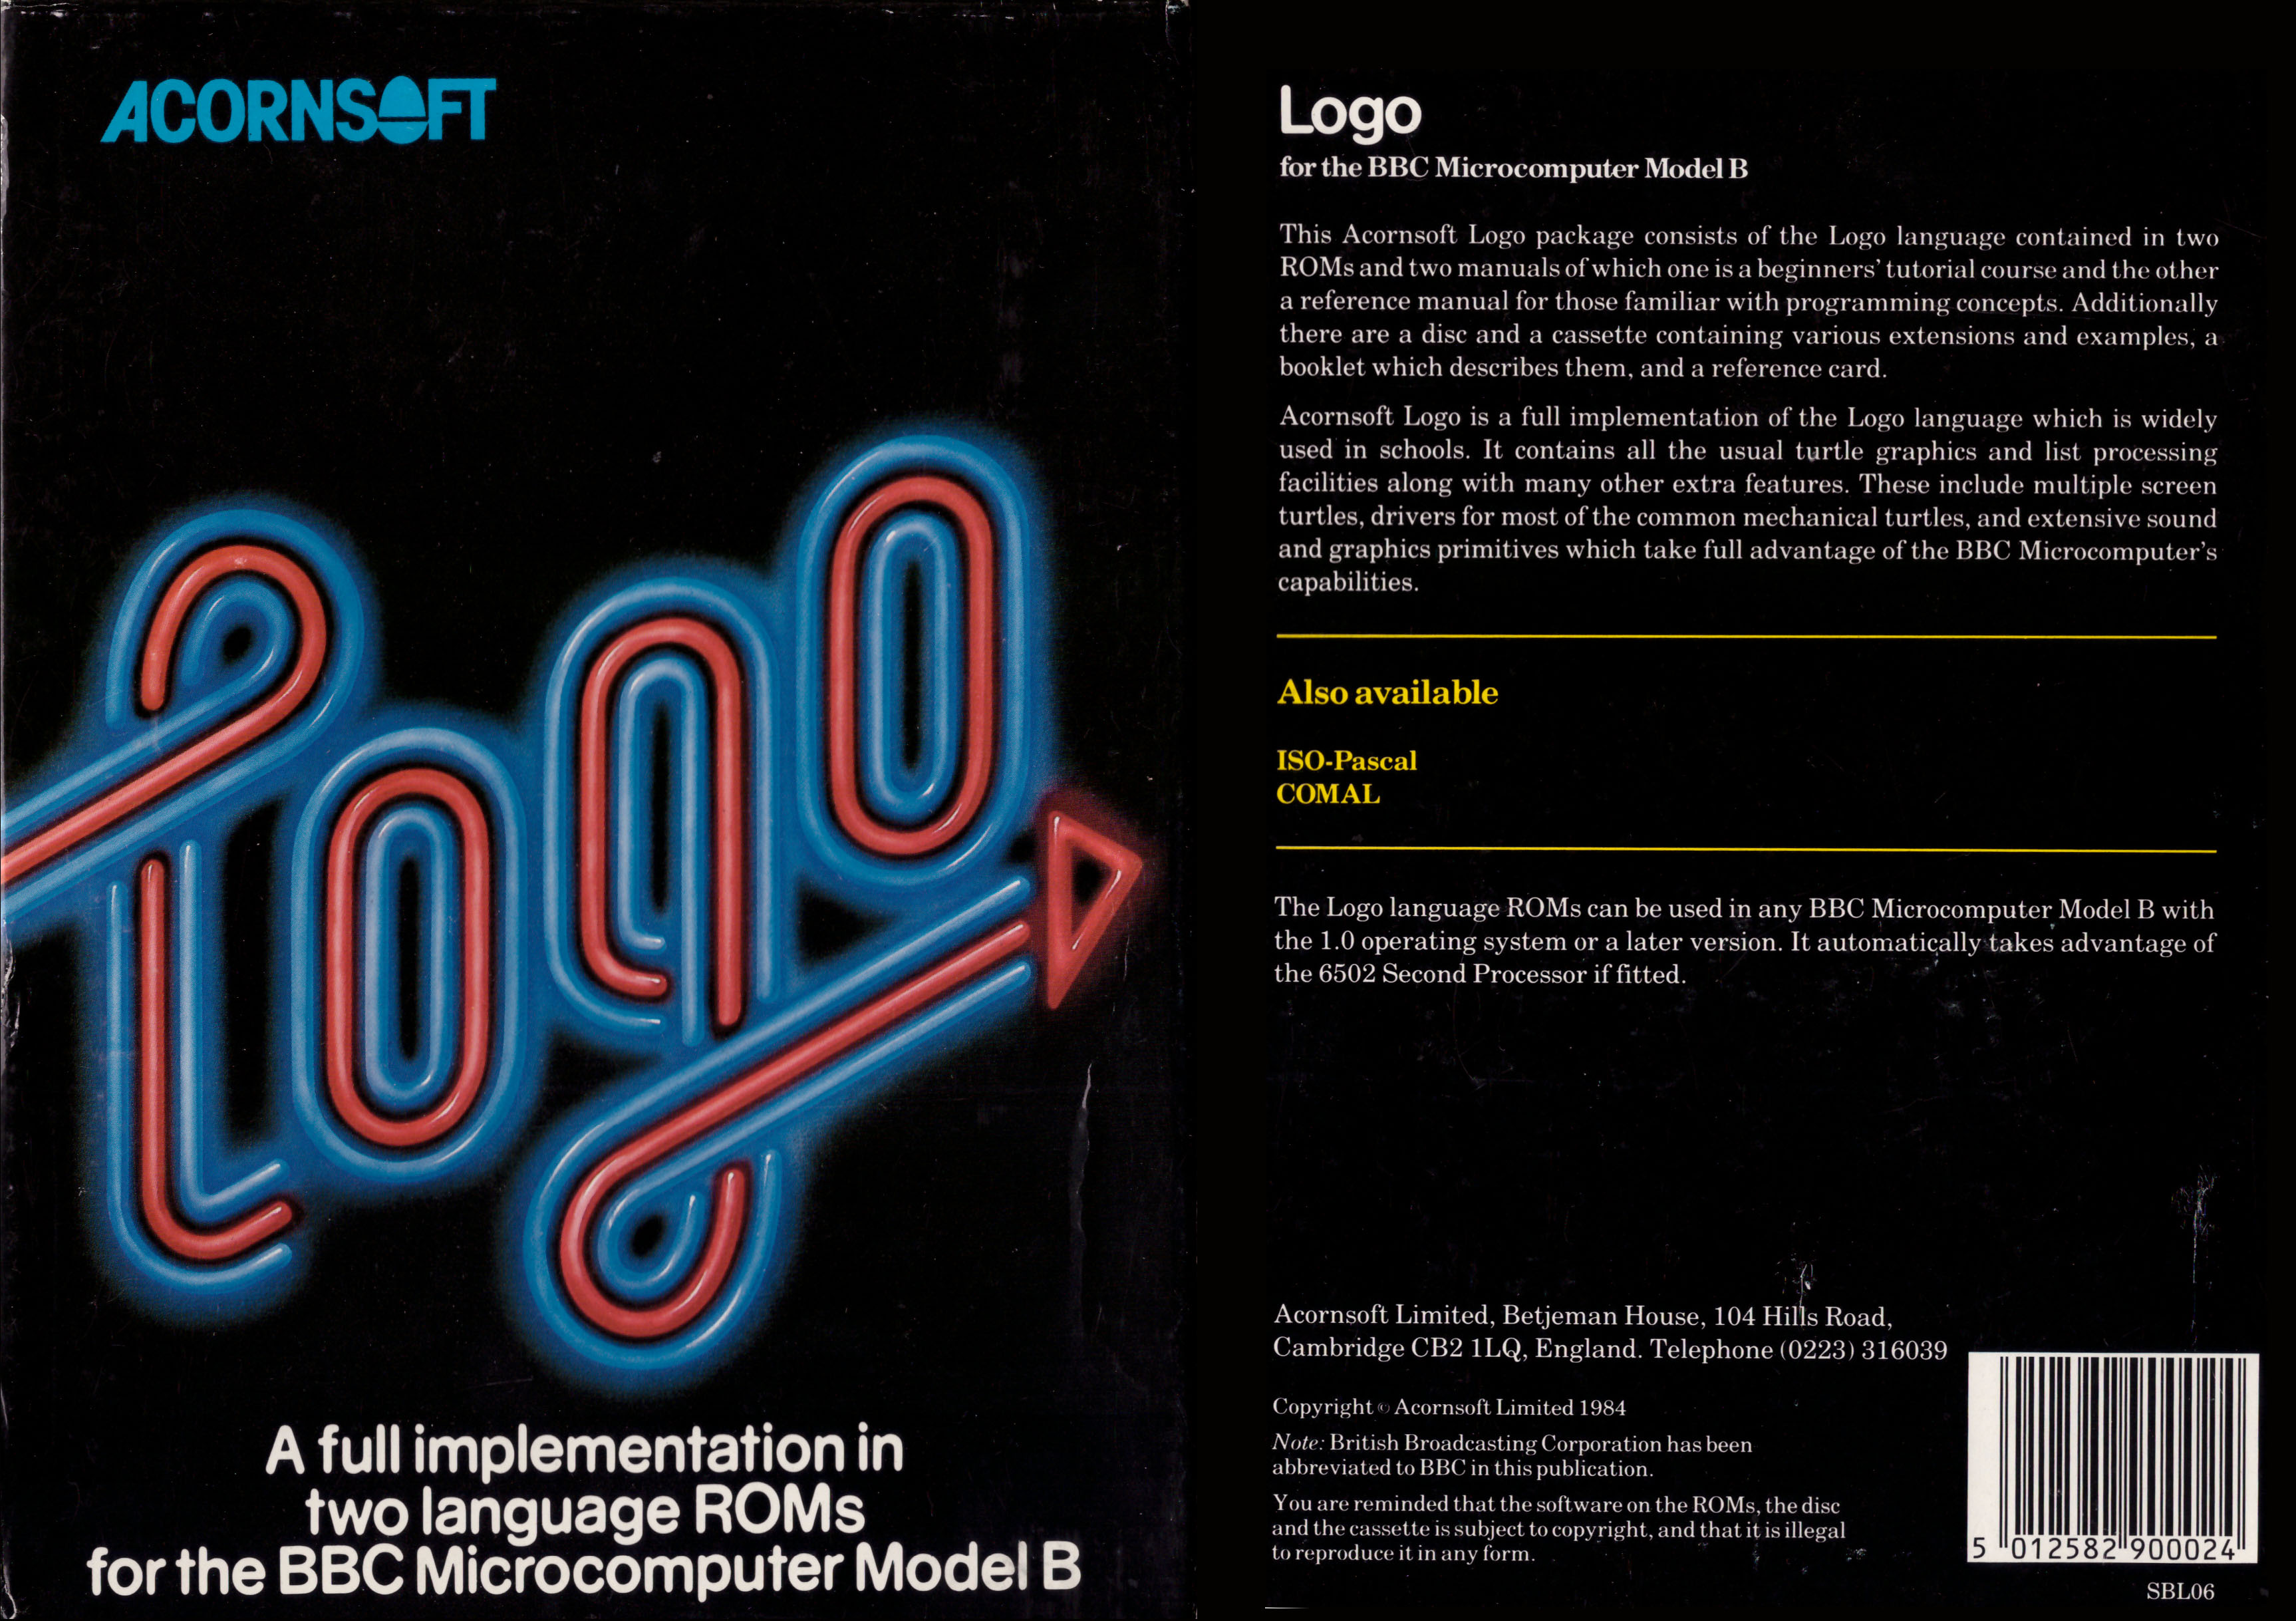 ACORNSOFT
Logo
A full implementation in
two language ROMs
for the BBC Microcomputer Model B
Logo
for the BBC Microcomputer Model B
This Acornsoft Logo package consists of the Logo language contained in two
ROMs and two manuals of which one is a beginners' tutorial course and the other
a reference manual for those familiar with programming concepts. Additionally
there are a disc and a cassette containing various extensions and examples, a
booklet which describes them, and a reference card.
Acornsoft Logo is a full implementation of the Logo language which is widely
used in schools. It contains all the usual turtle graphics and list processing
facilities along with many other extra features. These include multiple screen
turtles, drivers for most of the common mechanical turtles, and extensive sound
and graphics primitives which take full advantage of the BBC Microcomputer's
capabilities.
Also available
ISO-Pascal
COMAL
The Logo language ROMs can be used in any BBC Microcomputer Model B with
the 1.0 operating system or a later version. It automatically takes advantage of
the 6502 Second Processor if fitted.
Acornsoft Limited, Betjeman House, 104 Hills Road,
Cambridge CB2 1LQ, England. Telephone (0223) 316039
Copyright © Acornsoft Limited 1984
Note: British Broadcasting Corporation has been
abbreviated to BBC in this publication.
You are reminded that the software on the ROMs, the disc
and the cassette is subject to copyright, and that it is illegal
to reproduce it in any form.
5 012582 900024
SBL06